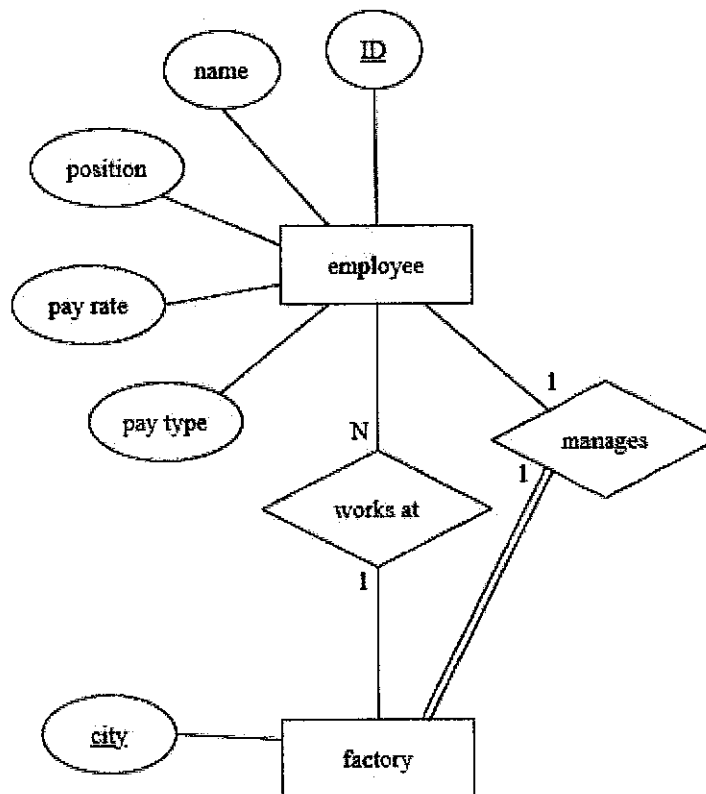 ID
name
position
employee
pay rate
pay type
1
N
manages
1
works at
1
city
factory